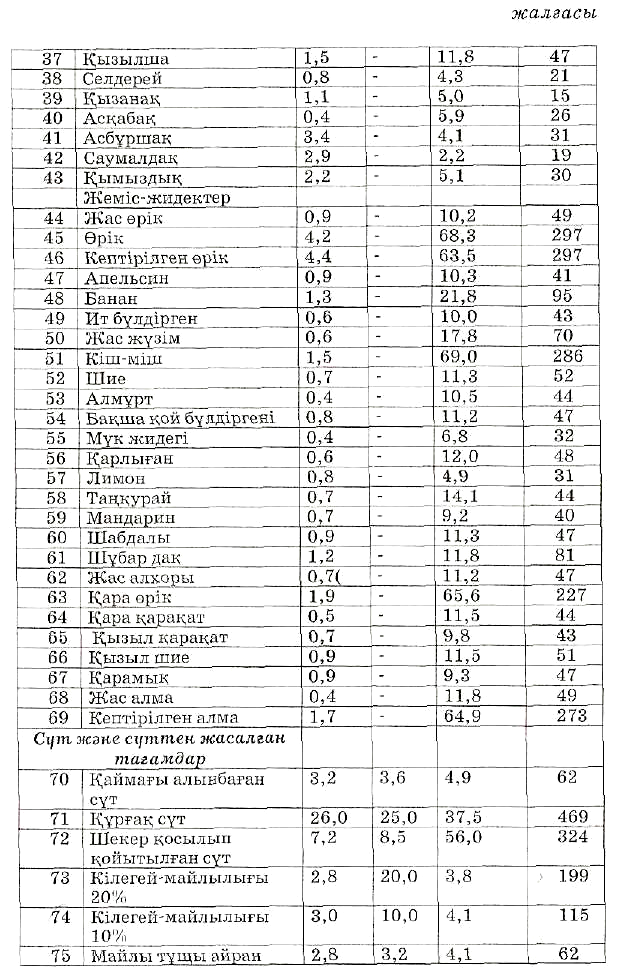 жалғасы
37 Қызылша 1,5 - 11,8 47
38 Селдерей 0,8 - 4,3 21
39 Қызанақ 1,1 - 5,0 15
40 Асқабақ 0,4 - 5,9 26
41 Асбұршақ 3,4 - 4,1 31
42 Саумалдақ 2,9 - 2,2 19
43 Қымыздық 2,2 - 5,1 30
Жеміс-жидектер
44 Жас өрік 0,9 - 10,2 49
45 Өрік 4,2 - 68,3 297
46 Кептірілген өрік 4,4 - 63,5 297
47 Апельсин 0,9 - 10,3 41
48 Банан 1,3 - 21,8 95
49 Ит бүлдірген 0,6 - 10,0 43
50 Жас жүзім 0,6 - 17,8 70
51 Кіш-міш 1,5 - 69,0 286
52 Шие 0,7 - 11,3 52
53 Алмұрт 0,4 - 10,5 44
54 Бақша қой бүлдіргені 0,8 - 11,2 47
55 Мүк жидегі 0,4 - 6,8 32
56 Қарлыған 0,6 - 12,0 48
57 Лимон 0,8 - 4,9 31
58 Таңқурай 0,7 - 14,1 44
59 Мандарин 0,7 - 9,2 40
60 Шабдалы 0,9 - 11,3 47
61 Шұбар дақ 1,2 - 11,8 81
62 Жас алхоры 0,7( - 11,2 47
63 Қара өрік 1,9 - 65,6 227
64 Қара қарақат 0,5 - 11,5 44
65 Қызыл қарақат 0,7 - 9,8 43
66 Қызыл шие 0,9 - 11,5 51
67 Қарамық 0,9 - 9,3 47
68 Жас алма 0,4 - 11,8 49
69 Кептірілген алма 1,7 - 64,9 273
Сүт және сүттен жасалған
тағамдар
70 Қаймағы алынбаған 3,2 3,6 4,9 62
сүт
71 Құрғақ сүт 26,0 25,0 37,5 469
72 Шекер қосылып 7,2 8,5 56,0 324
қойытылған сүт
73 Кілегей-майлылығы 2,8 20,0 3,8 199
20%
74 Кілегей-майлылығы 3,0 10,0 4,1 115
10%
75 Майлы тұщы айран 2,8 3,2 4,1 62